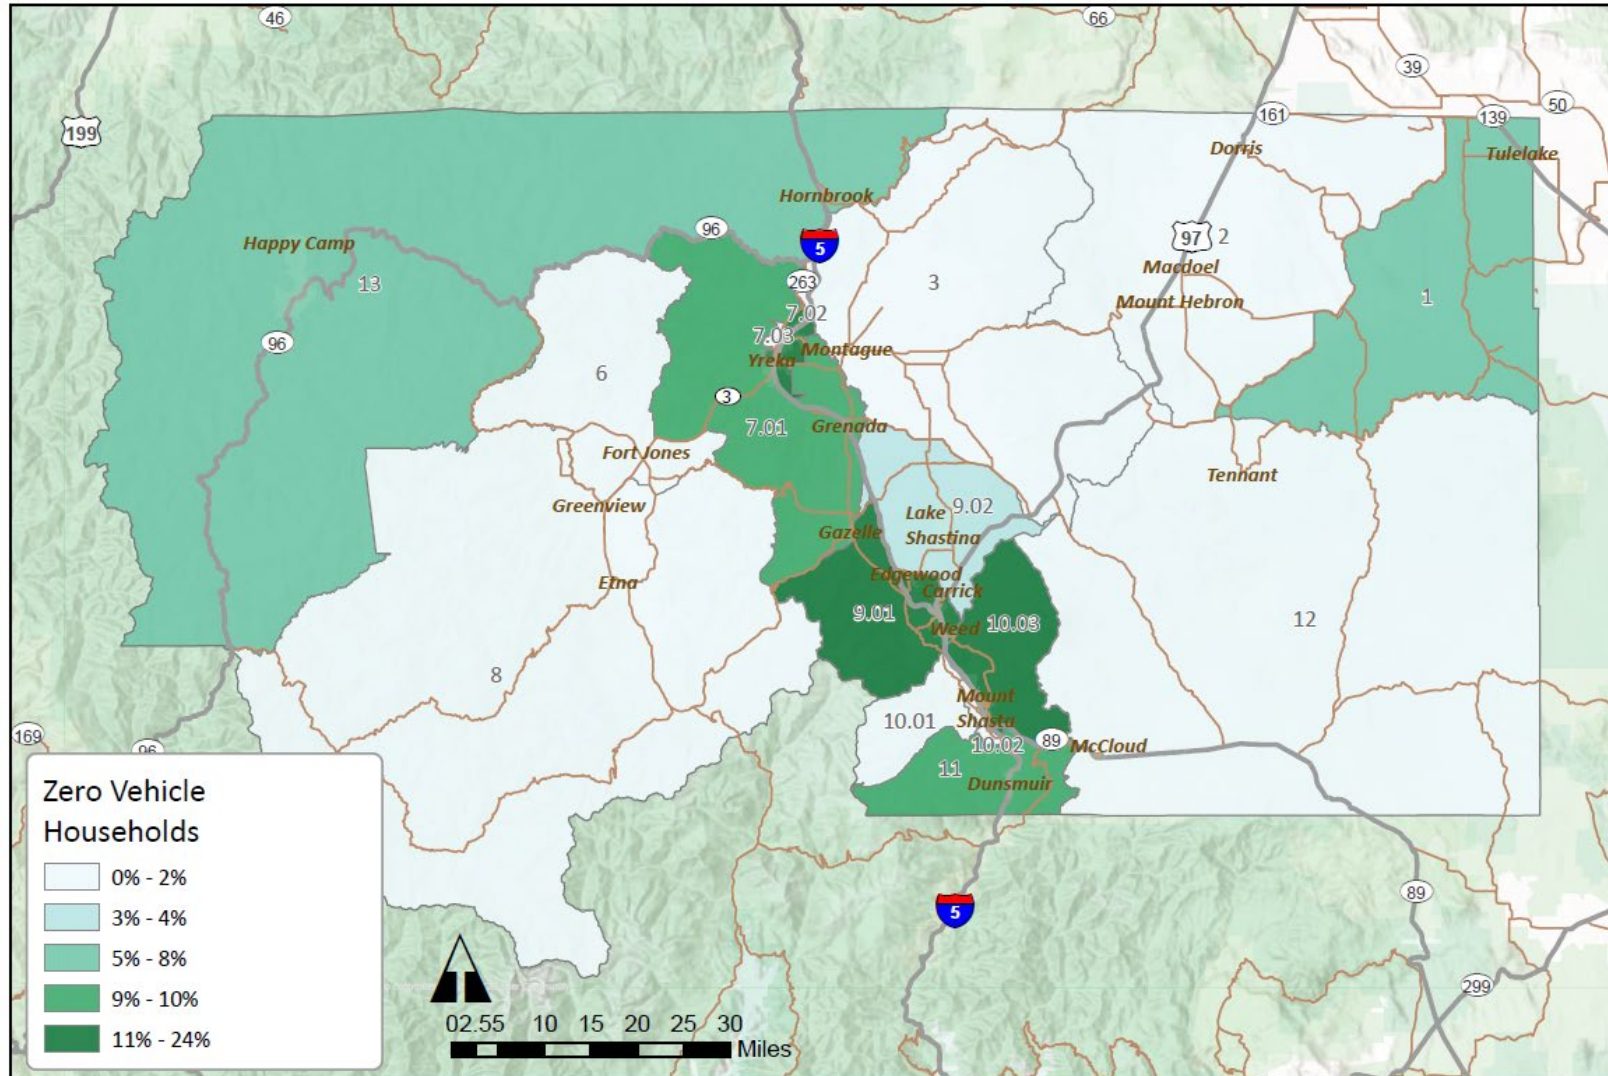 46
66
39
50
199
161
139
Dorris
Tulelake
Hornbrook
96
Happy Camp
5
97
2
Macdoel
13
263
3
1
Mount Hebron
7.02
96
7.03
Montague
Yreka
6
3
Grenada
7.01
Fort Jones
Tennant
Greenview
Lake
9.02
Gazelle
Shastina
Edgewood
Etna
Carrick
9.01
Weed
10.03
12
8
Mount
10.01
Shasta
169
96
10.02
89
McCloud
11
Dunsmuir
Zero Vehicle
Households
0% - 2%
3% - 4%
5% - 8%
9% - 10%
11% - 24%
5
89
299
02.55 10 15 20 25 30
Miles